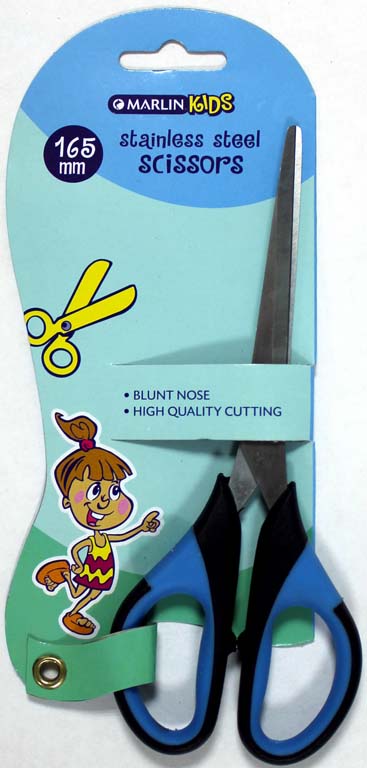 MARLIN KIDS
165
mm
stainless steel
scissors
• BLUNT NOSE
• HIGH QUALITY CUTTING